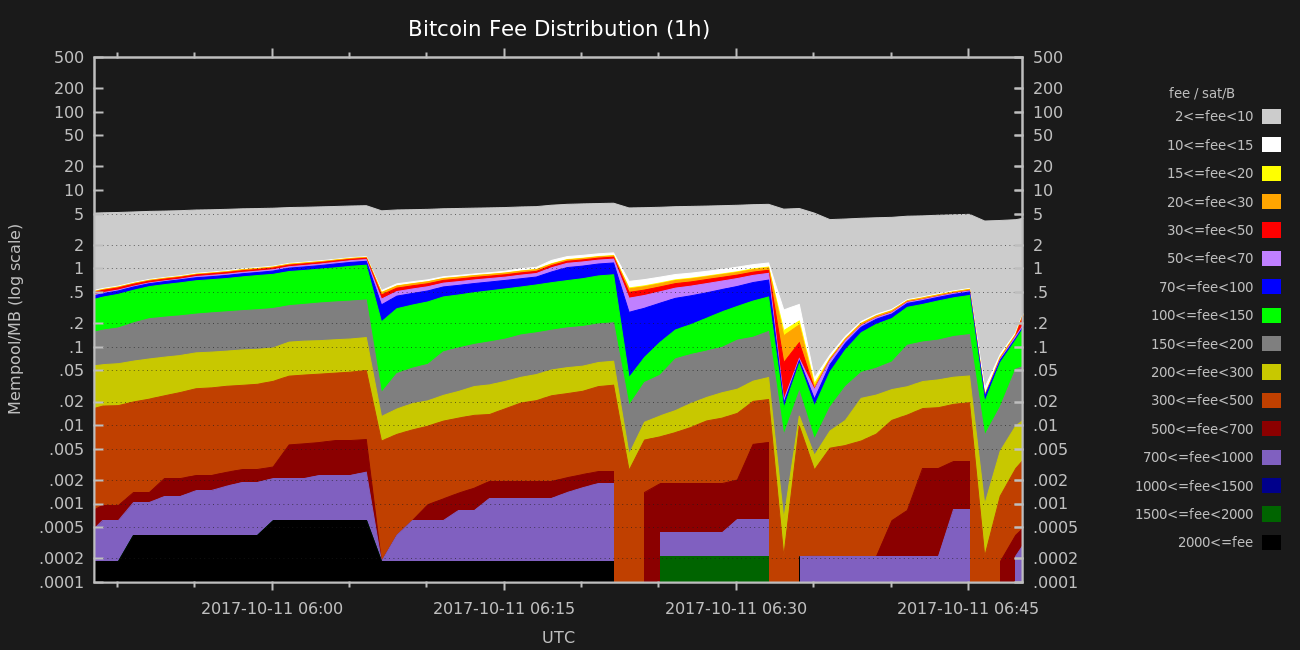 Bitcoin Fee Distribution (1h)
500 500
200 200
100 100
50 50
20 20
10 10
5 5
2 2
1 1
.5 .5
.2 .2
.1 .1
.05 .05
.02 .02
.01 .01
.005 .005
.002 .002
.001 .001
.0005 .0005
.0002 .0002
.0001 .0001
Mempool/MB (log scale)
2017-10-11 06:00 2017-10-11 06:15 2017-10-11 06:30 2017-10-11 06:45
UTC
fee / sat/B
2<=fee<10
10<=fee<15
15<=fee<20
20<=fee<30
30<=fee<50
50<=fee<70
70<=fee<100
100<=fee<150
150<=fee<200
200<=fee<300
300<=fee<500
500<=fee<700
700<=fee<1000
1000<=fee<1500
1500<=fee<2000
2000<=fee